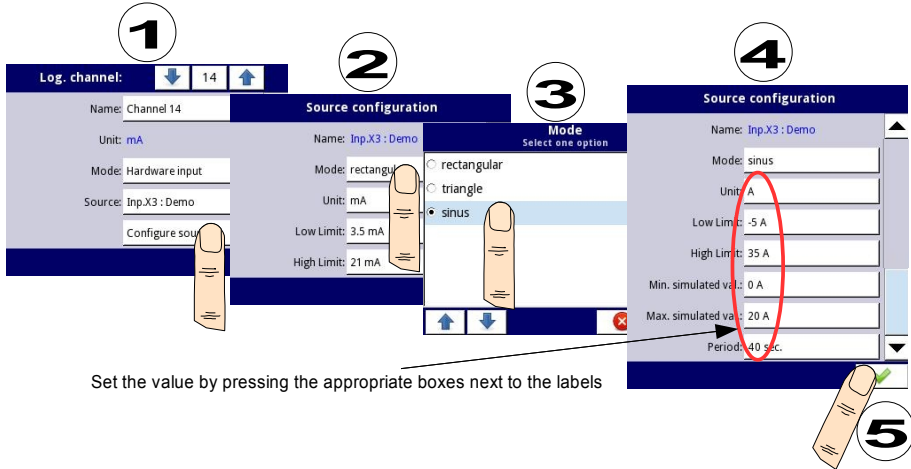 1
Log. channel:
14
Name: Channel 14
Unit: mA
Mode: Hardware input
Source: Inp.X3 : Demo
Configure sou
2
Source configuration
Name: Inp.X3 : Demo
Mode: rectangul
Unit: mA
Low Limit: 3.5 mA
High Limit: 21 mA
3
Mode
Select one option
rectangular
triangle
sinus
4
Source configuration
Name: Inp.X3 : Demo
Mode: sinus
Unit: A
Low Limit: -5 A
High Limit: 35 A
Min. simulated val.: 0 A
Max. simulated val.: 20 A
Period: 40 sec.
Set the value by pressing the appropriate boxes next to the labels
5